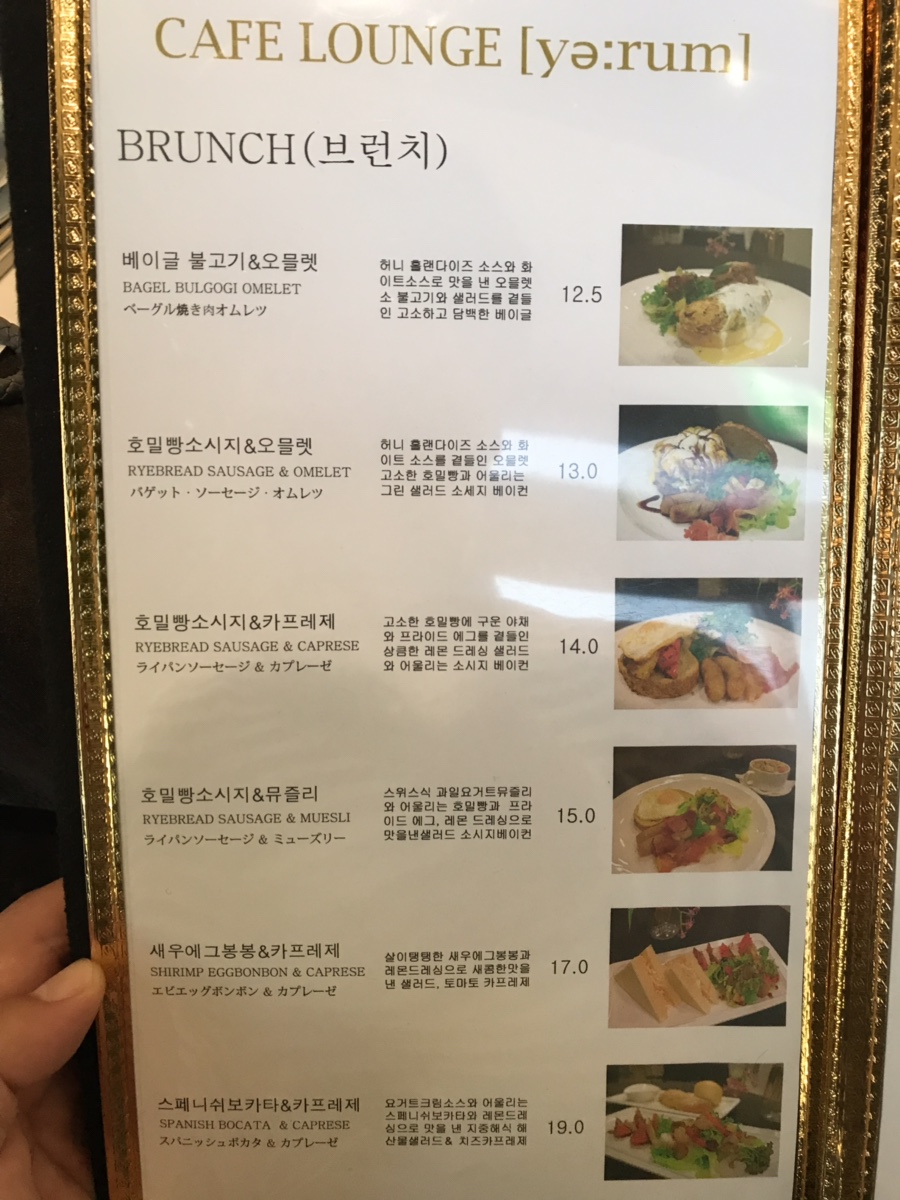 CAFE LOUNGE [yə:rum]
BRUNCH(브런치)
베이글 불고기&오믈렛
BAGEL BULGOGI OMELET
ベーグル焼き肉オムレツ
허니 홀랜다이즈 소스와 화
이트소스로 맛을 낸 오믈렛
소 불고기와 샐러드를 곁들
인 고소하고 담백한 베이글
12.5
호밀빵소시지&오믈렛
RYEBREAD SAUSAGE & OMELET
バゲット・ソーセージ・オムレツ
허니 홀랜다이즈 소스와 화
이트 소스를 곁들인 오믈렛
고소한 호밀빵과 어울리는
그린 샐러드 소세지 베이컨
13.0
호밀빵소시지&카프레제
RYEBREAD SAUSAGE & CAPRESE
ライパンソーセージ & カプレーゼ
고소한 호밀빵에 구운 야채
와 프라이드 에그를 곁들인
상큼한 레몬 드레싱 샐러드
와 어울리는 소시지 베이컨
14.0
호밀빵소시지&뮤즐리
RYEBREAD SAUSAGE & MUESLI
ライパンソーセージ & ミューズリー
스위스식 과일요거트뮤즐리
와 어울리는 호밀빵과 프라
이드 에그, 레몬 드레싱으로
맛을낸샐러드 소시지베이컨
15.0
새우에그봉봉&카프레제
SHIRIMP EGGBONBON & CAPRESE
エビエッグボンボン & カプレーゼ
살이탱탱한 새우에그봉봉과
레몬드레싱으로 새콤한맛을
낸 샐러드, 토마토 카프레제
17.0
스페니쉬보카타&카프레제
SPANISH BOCATA & CAPRESE
スパニッシュボカタ & カプレーゼ
요거트크림소스와 어울리는
스페니쉬보카타와 레몬드레
싱으로 맛을 낸 지중해식 해
산물샐러드& 치즈카프레제
19.0